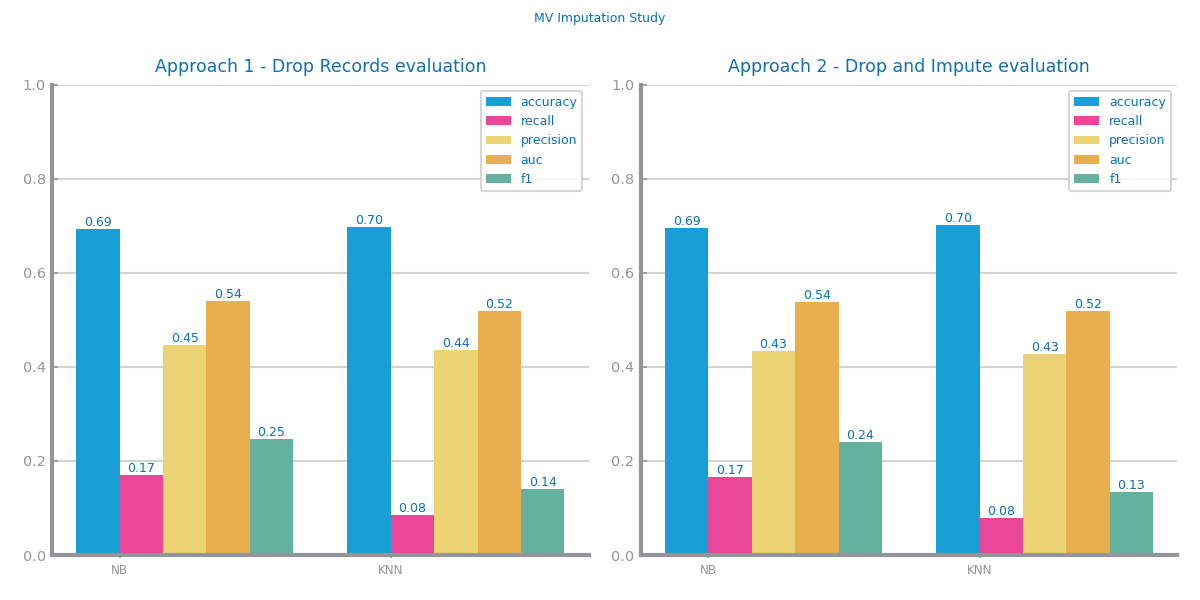 MV Imputation Study
Approach 1 - Drop Records evaluation
1.0
0.8
0.6
0.4
0.2
0.0
accuracy
recall
precision
auc
f1
0.69
0.17
0.45
0.54
0.25
0.70
0.08
0.44
0.52
0.14
NB
KNN
Approach 2 - Drop and Impute evaluation
1.0
0.8
0.6
0.4
0.2
0.0
accuracy
recall
precision
auc
f1
0.69
0.17
0.43
0.54
0.24
0.70
0.08
0.43
0.52
0.13
NB
KNN